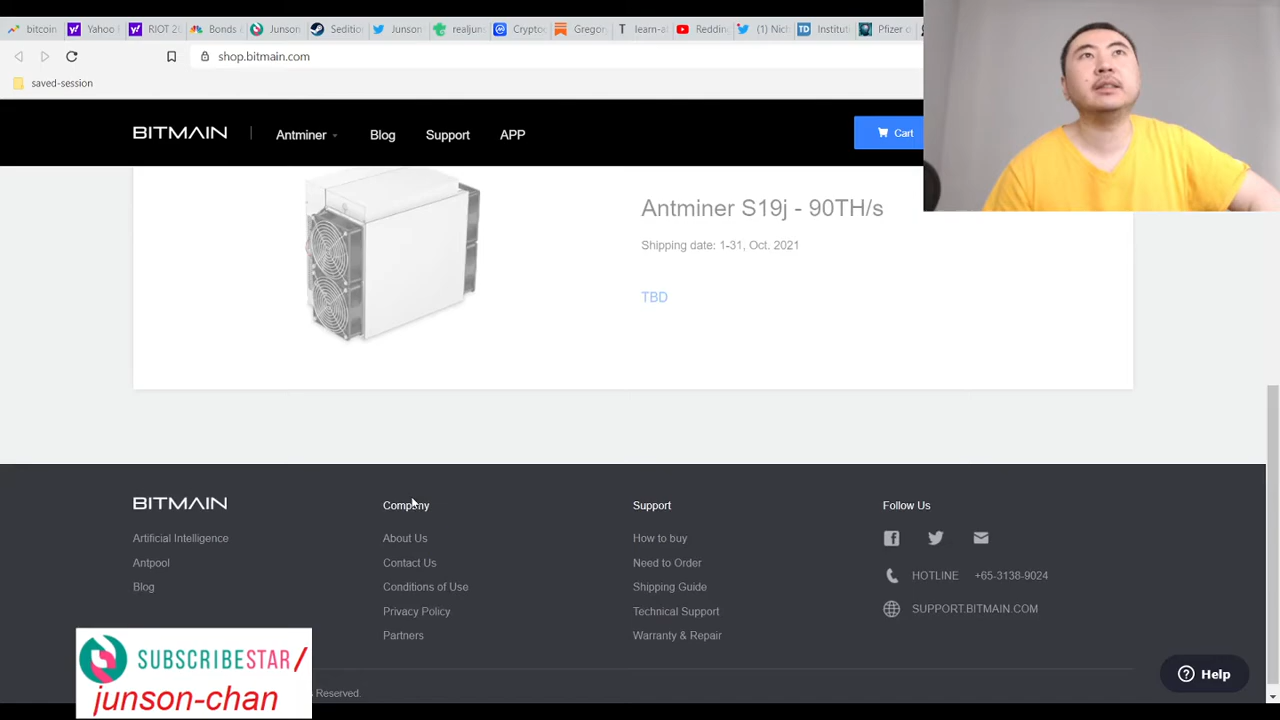 bitcoin
Yahoo f
RIOT 20
Bonds
Junson
Seditio
Junson
realjun
Crypto
Gregor
learn-a
Reddin
(1) Nich
Institut
Pfizer o
shop.bitmain.com
saved-session
BITMAIN
Antminer
Blog
Support
APP
Cart
Antminer S19j - 90TH/s
Shipping date: 1-31, Oct. 2021
TBD
BITMAIN
Artificial Intelligence
Antpool
Blog
Company
About Us
Contact Us
Conditions of Use
Privacy Policy
Partners
Support
How to buy
Need to Order
Shipping Guide
Technical Support
Warranty & Repair
Follow Us
HOTLINE +65-3138-9024
SUPPORT.BITMAIN.COM
s Reserved.
Help
SUBSCRIBESTAR/
junson-chan